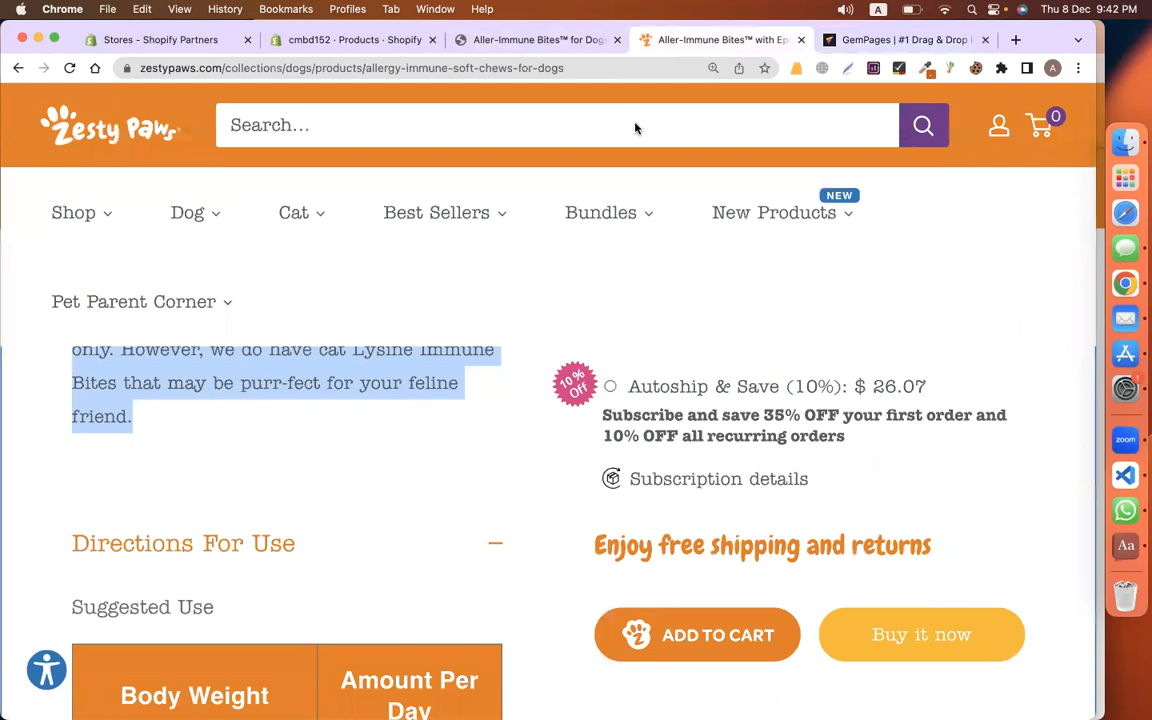 Chrome File Edit View History Bookmarks Profiles Tab Window Help A Thu 8 Dec 9:42 PM
Stores - Shopify Partners cmbd152 · Products · Shopify Aller-Immune Bites™ for Dog Aller-Immune Bites™ with Ep GemPages | #1 Drag & Drop
zestypaws.com/collections/dogs/products/allergy-immune-soft-chews-for-dogs A
Zesty Paws Search... 0
NEW
Shop Dog Cat Best Sellers Bundles New Products
Pet Parent Corner
only. However, we do have cat Lysine Immune
Bites that may be purr-fect for your feline
friend.
10% Off
Autoship & Save (10%): $ 26.07
Subscribe and save 35% OFF your first order and
10% OFF all recurring orders
Subscription details
Directions For Use
Enjoy free shipping and returns
Suggested Use
ADD TO CART Buy it now
Body Weight
Amount Per
Day
zoom
Aa